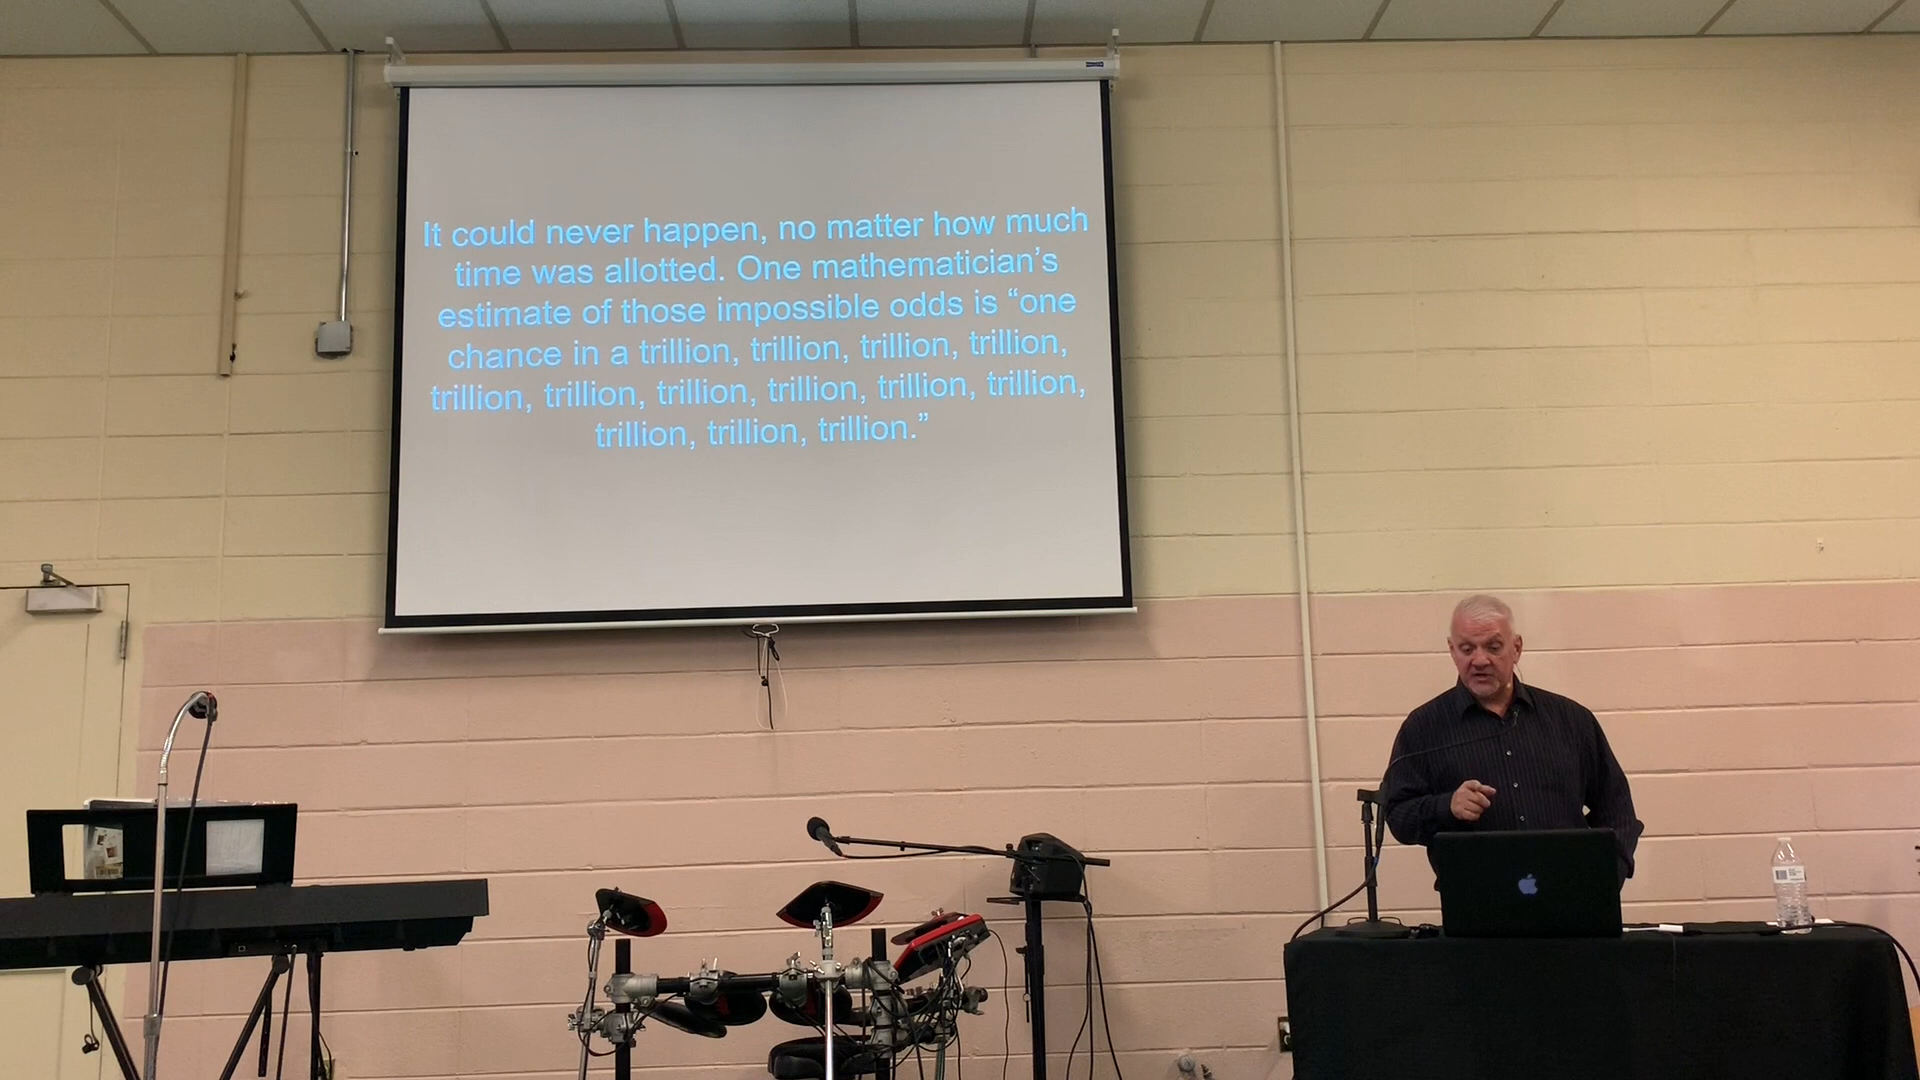 It could never happen, no matter how much
time was allotted. One mathematician’s
estimate of those impossible odds is “one
chance in a trillion, trillion, trillion, trillion,
trillion, trillion, trillion, trillion, trillion, trillion,
trillion, trillion, trillion.”